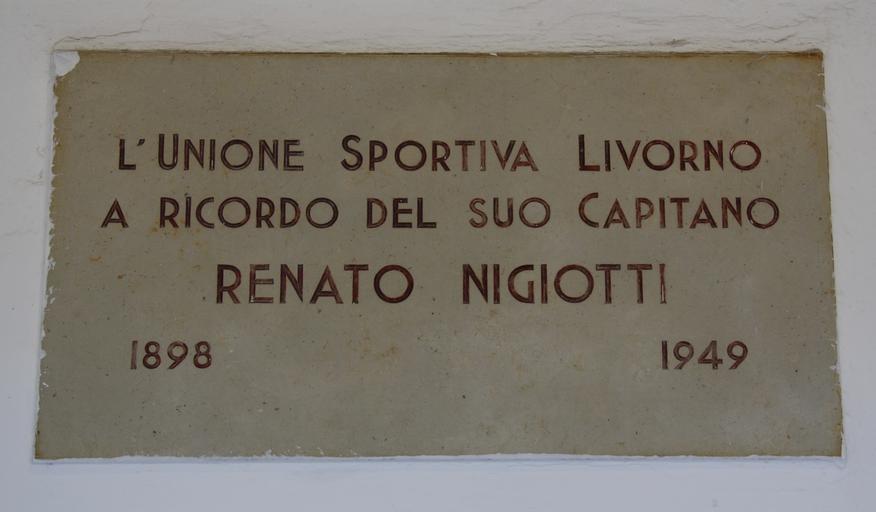 L'UNIONE SPORTIVA LIVORNO
A RICORDO DEL SUO CAPITANO
RENATO NIGIOTTI
1898 1949